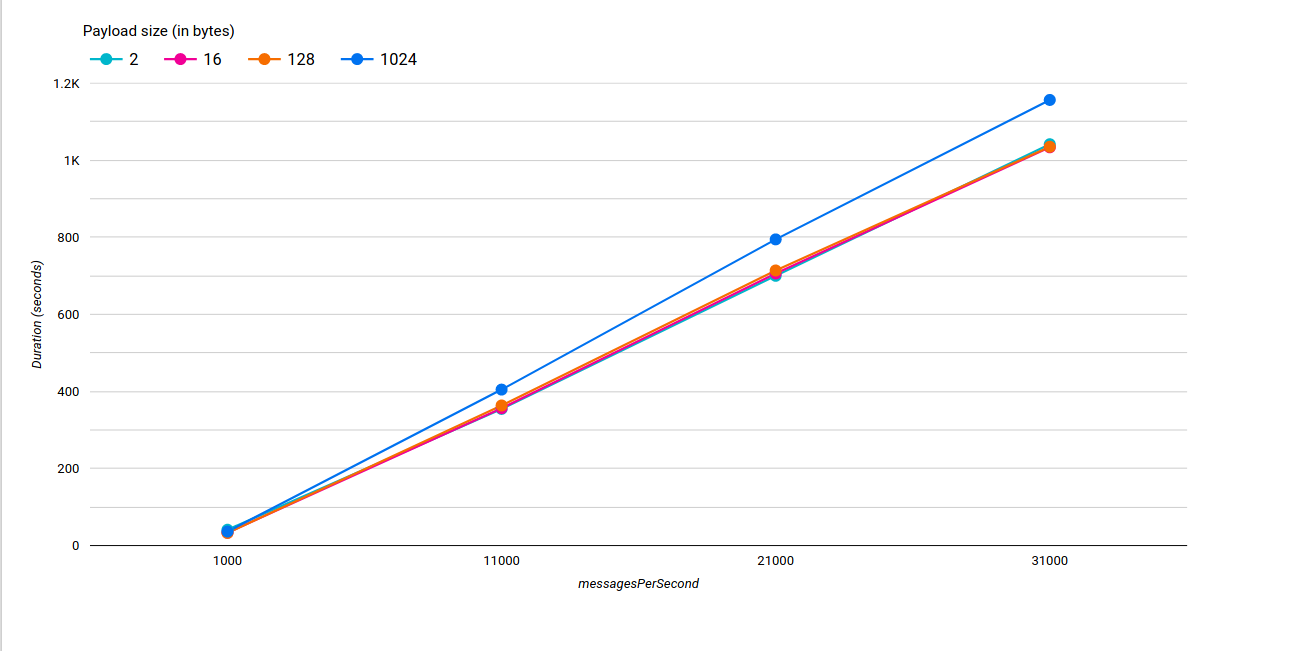 Payload size (in bytes)
2 16 128 1024
1.2K
1K
800
600
400
200
0
Duration (seconds)
1000 11000 21000 31000
messagesPerSecond